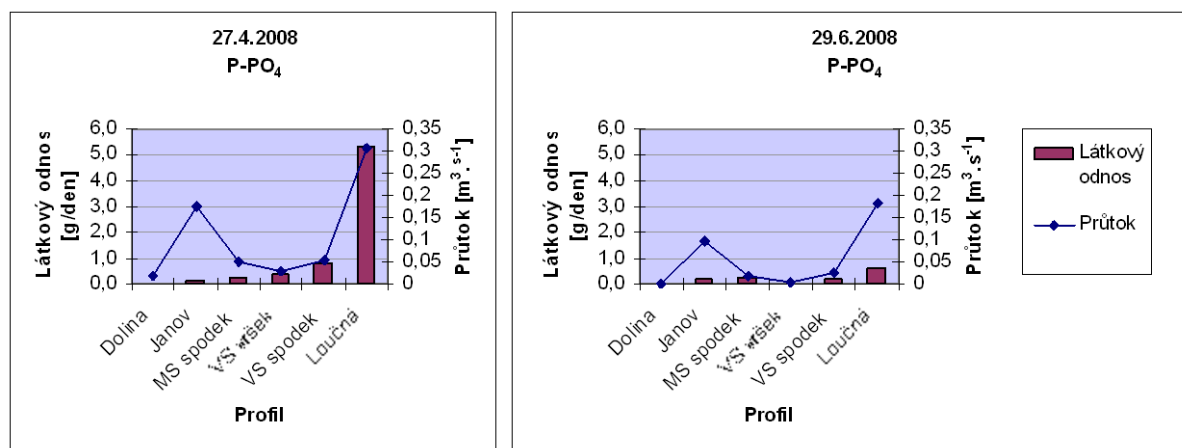 27.4.2008
P-PO4
Látkový odnos
[g/den]
6,0
5,0
4,0
3,0
2,0
1,0
0,0
0,35
0,3
0,25
0,2
0,15
0,1
0,05
0
Průtok [m³.s⁻¹]
Dolina
Janov
MS spodek
VS vršek
VS spodek
Loučná
Profil
29.6.2008
P-PO4
Látkový odnos
[g/den]
6,0
5,0
4,0
3,0
2,0
1,0
0,0
0,35
0,3
0,25
0,2
0,15
0,1
0,05
0
Průtok [m³.s⁻¹]
Dolina
Janov
MS spodek
VS vršek
VS spodek
Loučná
Profil
Látkový
odnos
Průtok